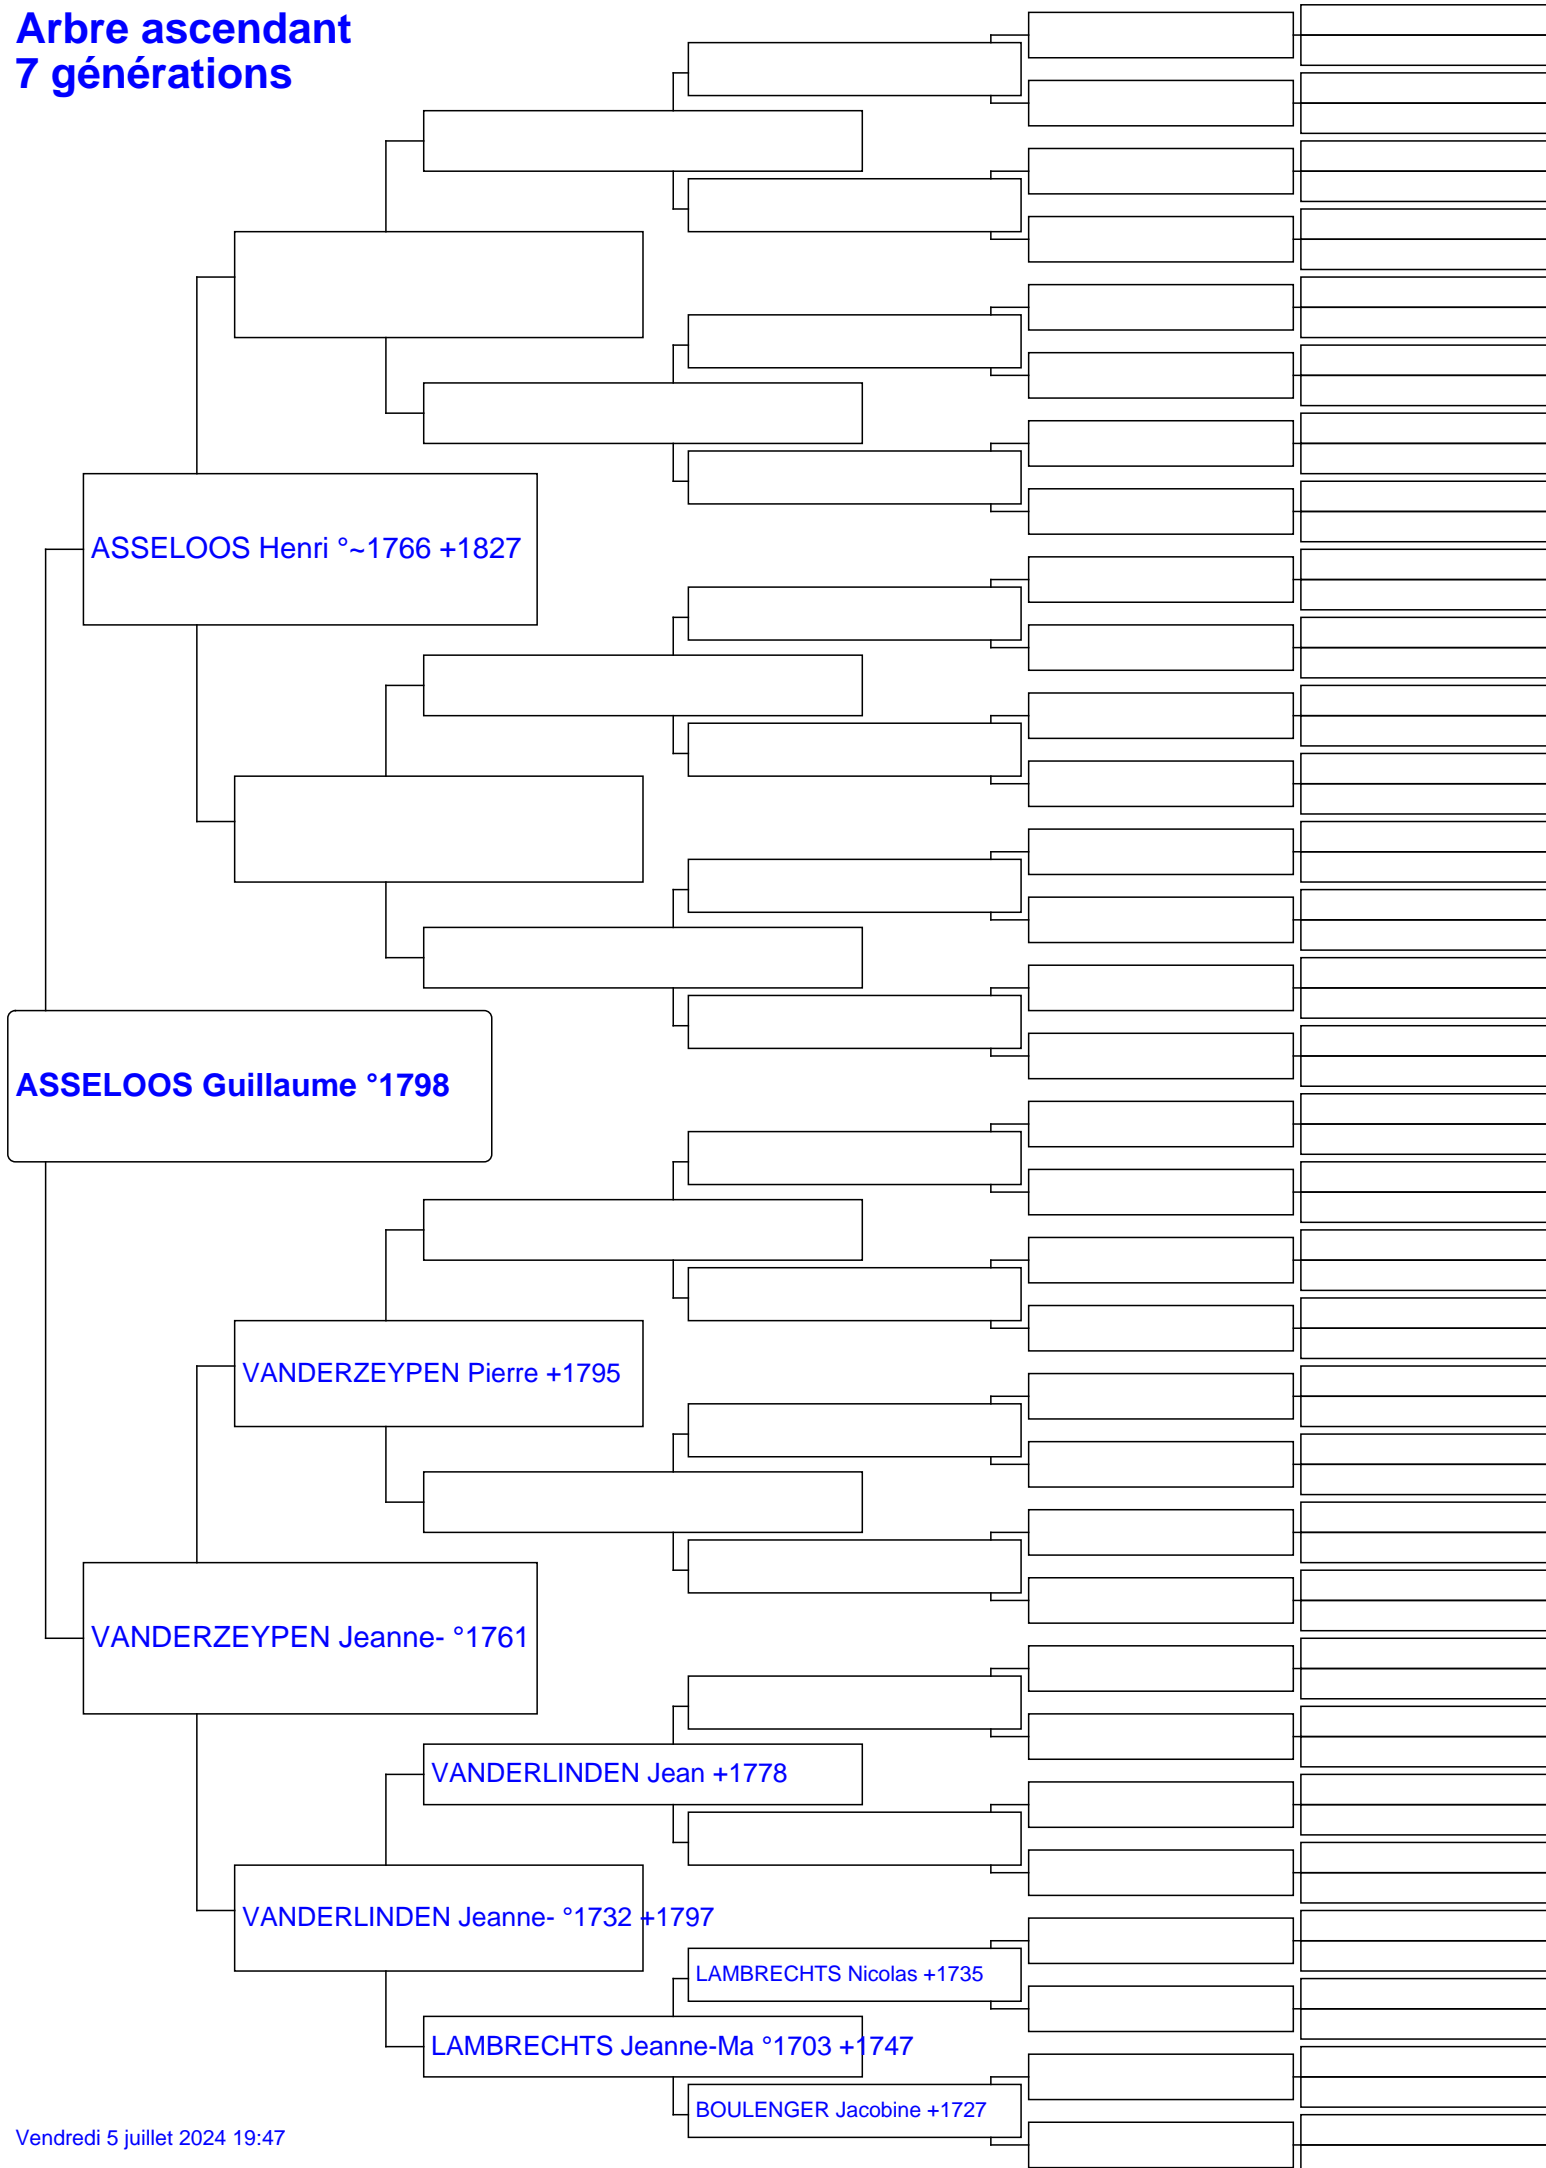 Arbre ascendant
7 générations
ASSELOOS Henri °~1766 +1827
ASSELOOS Guillaume °1798
VANDERZEYPEN Pierre +1795
VANDERZEYPEN Jeanne- °1761
VANDERLINDEN Jean +1778
VANDERLINDEN Jeanne- °1732 +1797
LAMBRECHTS Nicolas +1735
LAMBRECHTS Jeanne-Ma °1703 +1747
BOULENGER Jacobine +1727
Vendredi 5 juillet 2024 19:47